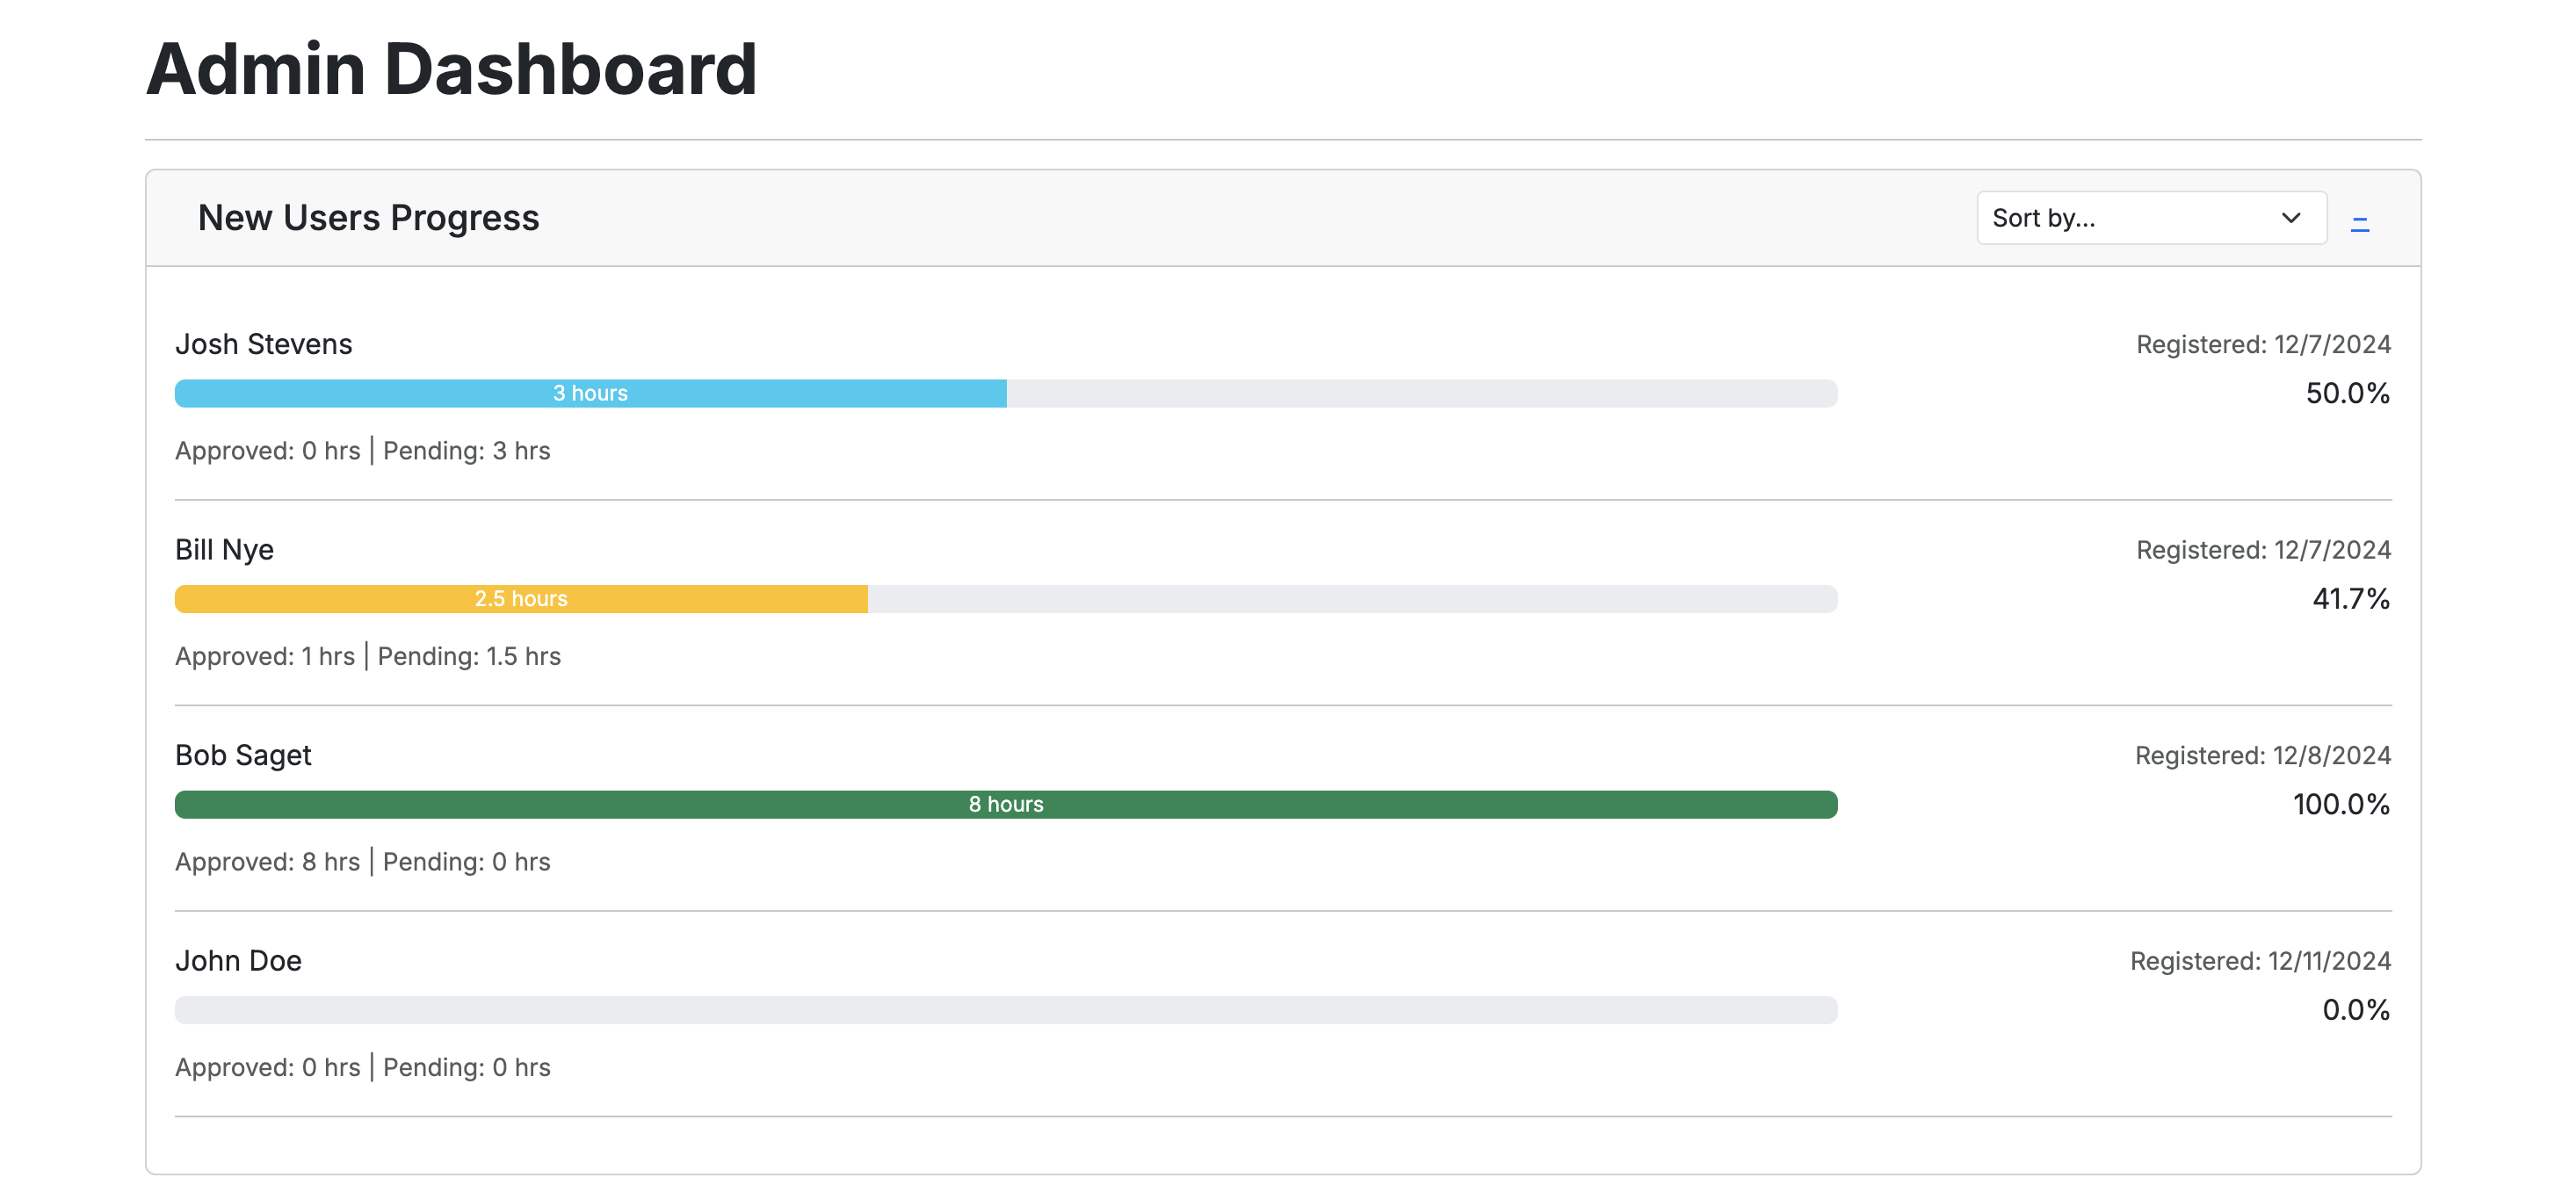 Admin Dashboard
New Users Progress
Sort by...
–
Josh Stevens
Registered: 12/7/2024
3 hours
50.0%
Approved: 0 hrs | Pending: 3 hrs
Bill Nye
Registered: 12/7/2024
2.5 hours
41.7%
Approved: 1 hrs | Pending: 1.5 hrs
Bob Saget
Registered: 12/8/2024
8 hours
100.0%
Approved: 8 hrs | Pending: 0 hrs
John Doe
Registered: 12/11/2024
0.0%
Approved: 0 hrs | Pending: 0 hrs